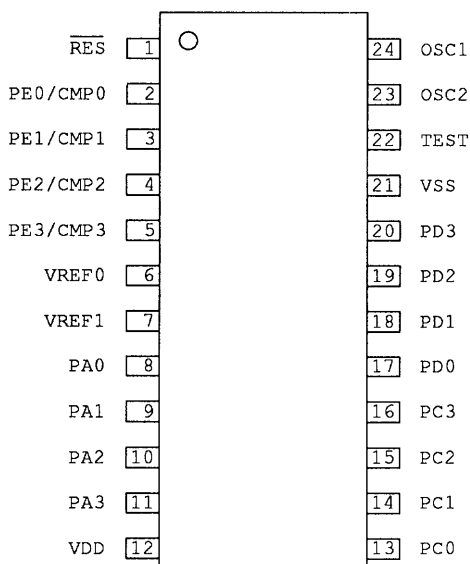 R̅E̅S̅ 1 24 OSC1
PE0/CMP0 2 23 OSC2
PE1/CMP1 3 22 TEST
PE2/CMP2 4 21 VSS
PE3/CMP3 5 20 PD3
VREF0 6 19 PD2
VREF1 7 18 PD1
PA0 8 17 PD0
PA1 9 16 PC3
PA2 10 15 PC2
PA3 11 14 PC1
VDD 12 13 PC0